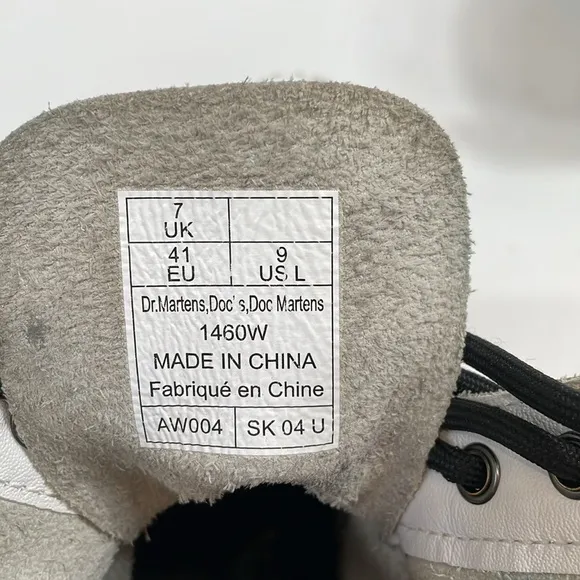 7
UK
41 9
EU US L
Dr.Martens,Doc's,Doc Martens
1460W
MADE IN CHINA
Fabriqué en Chine
AW004 SK 04 U